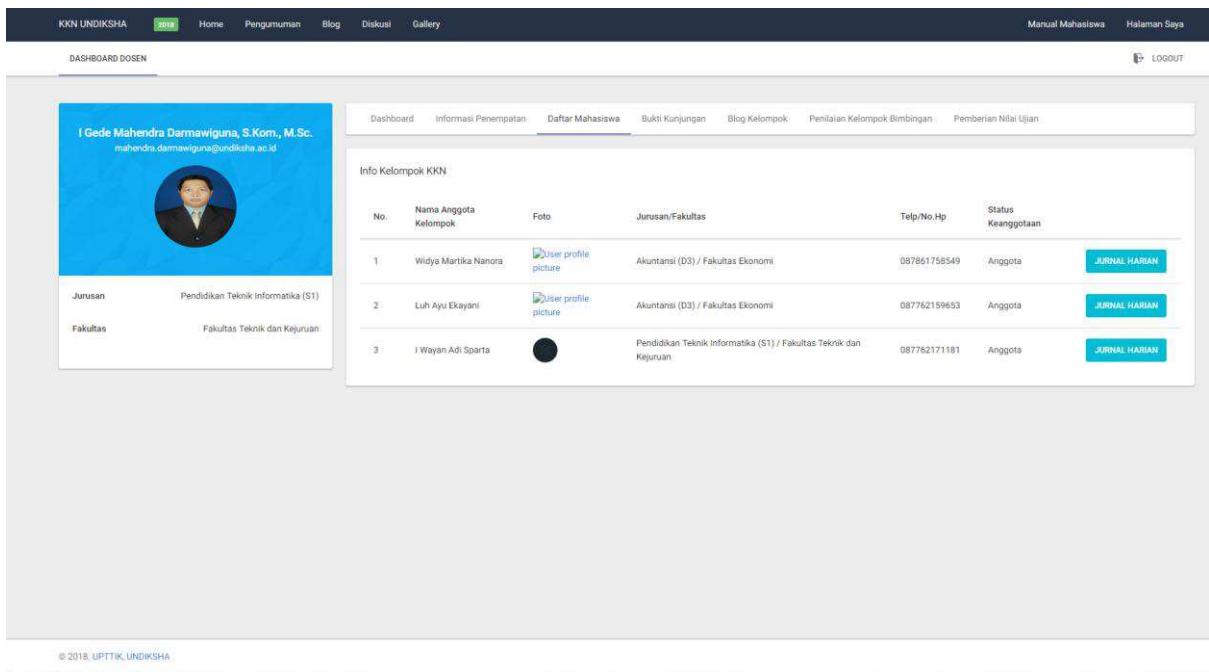 KKN UNDIKSHA 2018 Home Pengumuman Blog Diskusi Gallery Manual Mahasiswa Halaman Saya
DASHBOARD DOSEN LOGOUT
I Gede Mahendra Darmawiguna, S.Kom., M.Sc.
mahendra.darmawiguna@undiksha.ac.id
Jurusan Pendidikan Teknik Informatika (S1)
Fakultas Fakultas Teknik dan Kejuruan
Dashboard Informasi Penempatan Daftar Mahasiswa Bukti Kunjungan Blog Kelompok Penilaian Kelompok Bimbingan Pemberian Nilai Ujian
Info Kelompok KKN
No. Nama Anggota Kelompok Foto Jurusan/Fakultas Telp/No.Hp Status Keanggotaan
1 Widya Martika Nanora User profile picture Akuntansi (D3) / Fakultas Ekonomi 087861758549 Anggota JURNAL HARIAN
2 Luh Ayu Ekayani User profile picture Akuntansi (D3) / Fakultas Ekonomi 087762159653 Anggota JURNAL HARIAN
3 I Wayan Adi Sparta Pendidikan Teknik Informatika (S1) / Fakultas Teknik dan Kejuruan 087762171181 Anggota JURNAL HARIAN
© 2018. UPTTIK, UNDIKSHA